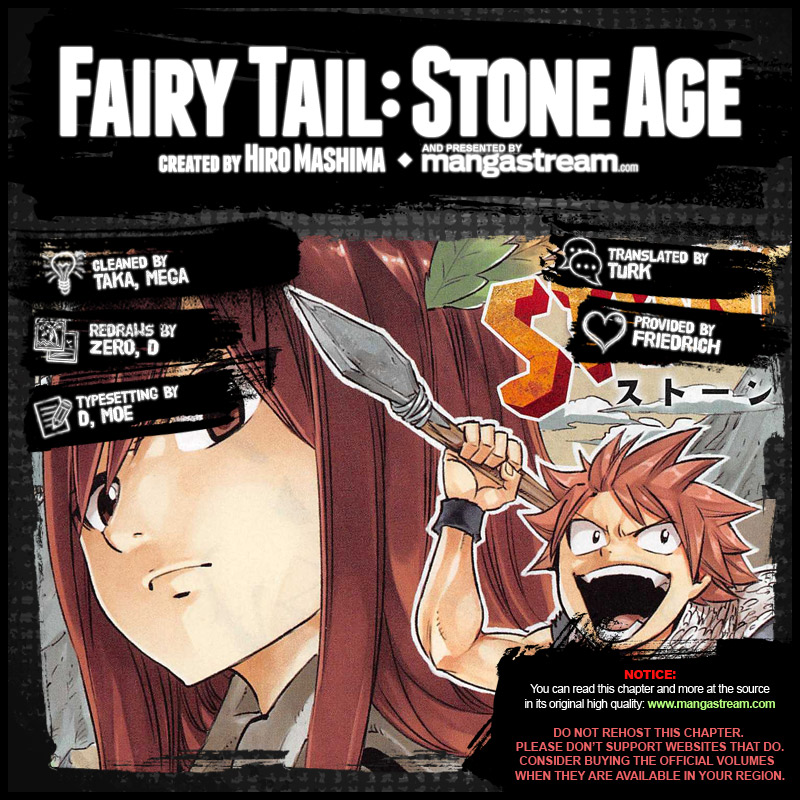 FAIRY TAIL: STONE AGE
CREATED BY HIRO MASHIMA ◆ AND PRESENTED BY mangastream.com
CLEANED BY
TAKA, MEGA
REDRAWS BY
ZERO, D
TYPESETTING BY
D, MOE
TRANSLATED BY
TuRK
PROVIDED BY
FRIEDRICH
ストーン
NOTICE:
You can read this chapter and more at the source
in its original high quality: www.mangastream.com
DO NOT REHOST THIS CHAPTER.
PLEASE DON'T SUPPORT WEBSITES THAT DO.
CONSIDER BUYING THE OFFICIAL VOLUMES
WHEN THEY ARE AVAILABLE IN YOUR REGION.